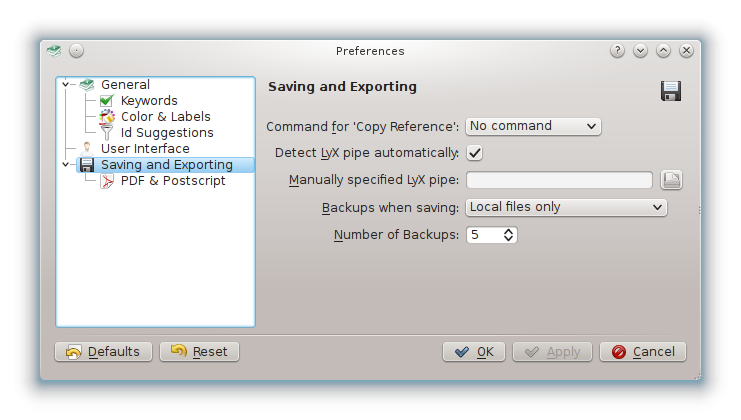 Preferences
General
Keywords
Color & Labels
Id Suggestions
User Interface
Saving and Exporting
PDF & Postscript
Saving and Exporting
Command for 'Copy Reference': No command
Detect LyX pipe automatically:
Manually specified LyX pipe:
Backups when saving: Local files only
Number of Backups: 5
Defaults Reset OK Apply Cancel